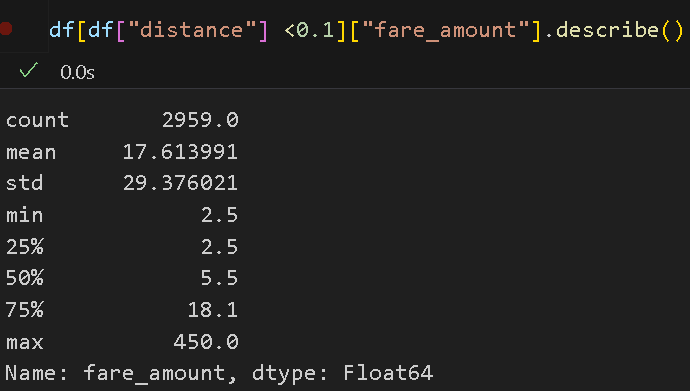 df[df["distance"] <0.1]["fare_amount"].describe()
0.0s
count 2959.0
mean 17.613991
std 29.376021
min 2.5
25% 2.5
50% 5.5
75% 18.1
max 450.0
Name: fare_amount, dtype: Float64